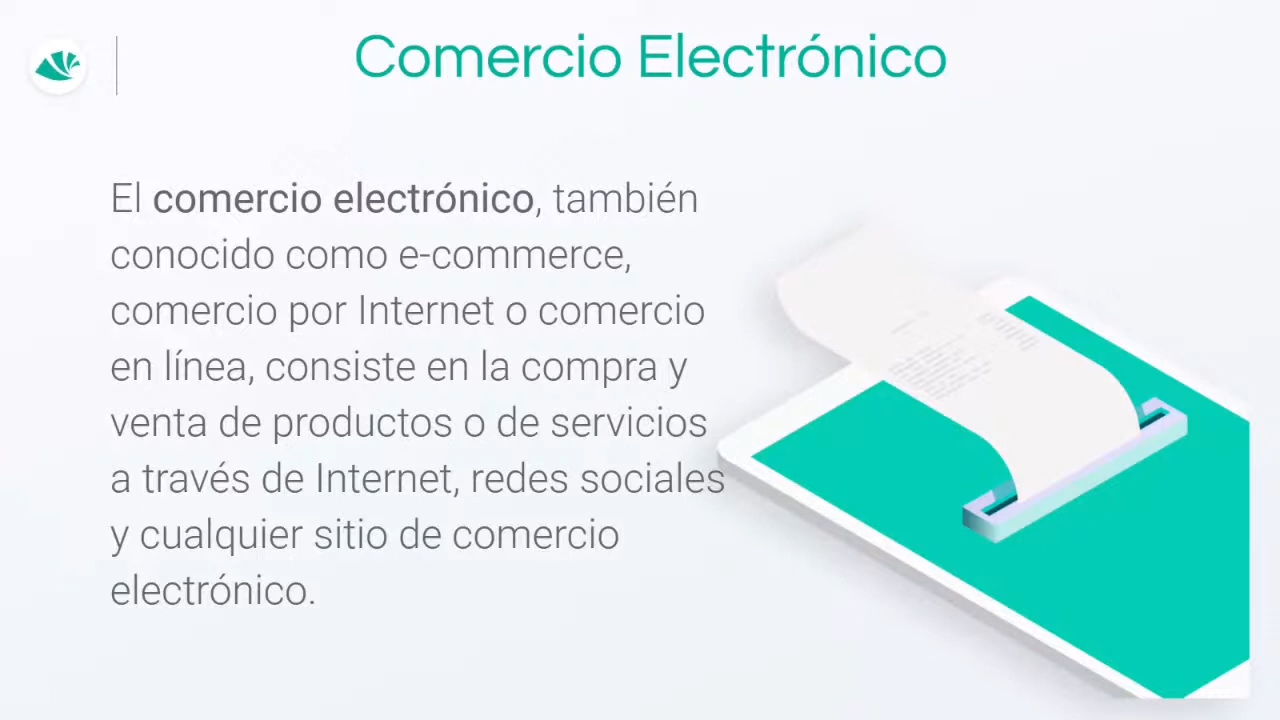 Comercio Electrónico
El comercio electrónico, también
conocido como e-commerce,
comercio por Internet o comercio
en línea, consiste en la compra y
venta de productos o de servicios
a través de Internet, redes sociales
y cualquier sitio de comercio
electrónico.